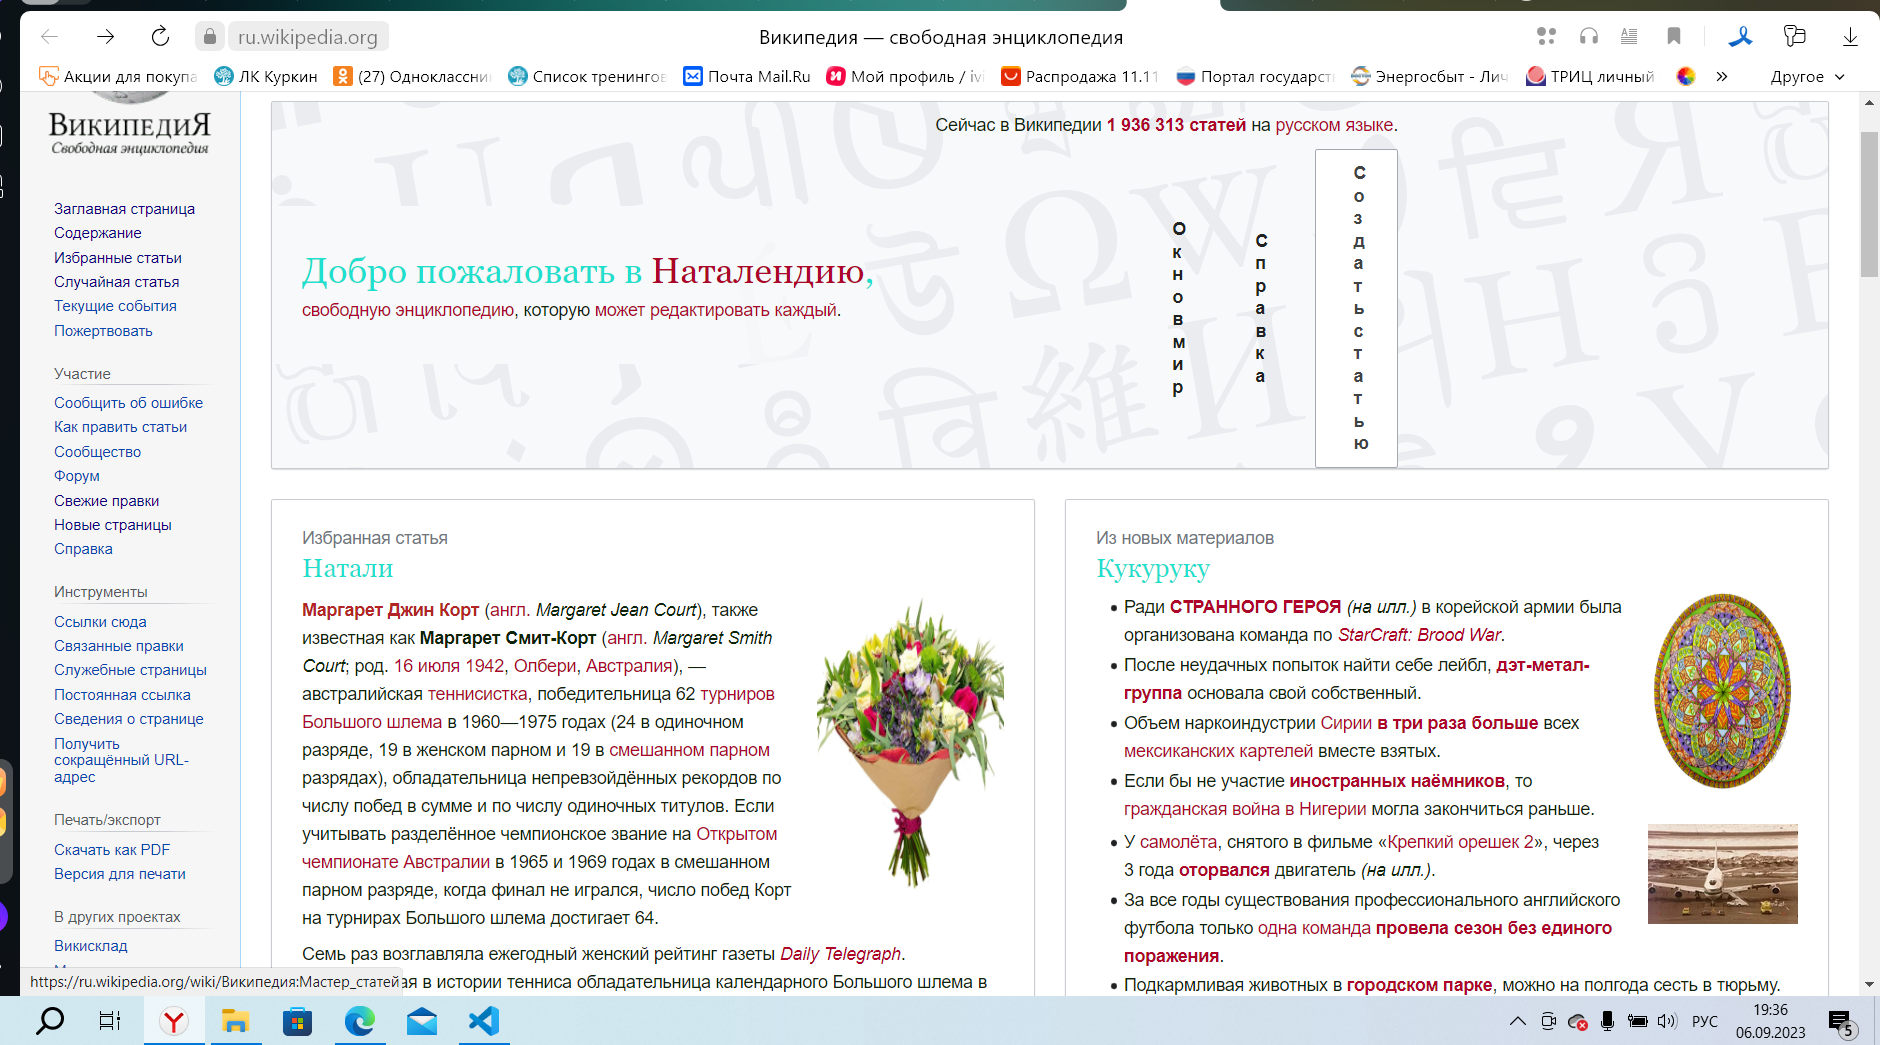 ru.wikipedia.org
Википедия — свободная энциклопедия
Акции для покупа
ЛК Куркин
(27) Одноклассни
Список тренингов
Почта Mail.Ru
Мой профиль / ivi
Распродажа 11.11
Портал государст
Энергосбыт - Лич
ТРИЦ личный
»
Другое
ВикипедиЯ
Свободная энциклопедия
Заглавная страница
Содержание
Избранные статьи
Случайная статья
Текущие события
Пожертвовать
Участие
Сообщить об ошибке
Как править статьи
Сообщество
Форум
Свежие правки
Новые страницы
Справка
Инструменты
Ссылки сюда
Связанные правки
Служебные страницы
Постоянная ссылка
Сведения о странице
Получить
сокращённый URL-
адрес
Печать/экспорт
Скачать как PDF
Версия для печати
В других проектах
Викисклад
Сейчас в Википедии 1 936 313 статей на русском языке.
Добро пожаловать в Наталендию,
свободную энциклопедию, которую может редактировать каждый.
Окновмир
Справка
Создатьстатью
Избранная статья
Натали
Маргарет Джин Корт (англ. Margaret Jean Court), также
известная как Маргарет Смит-Корт (англ. Margaret Smith
Court; род. 16 июля 1942, Олбери, Австралия), —
австралийская теннисистка, победительница 62 турниров
Большого шлема в 1960—1975 годах (24 в одиночном
разряде, 19 в женском парном и 19 в смешанном парном
разрядах), обладательница непревзойдённых рекордов по
числу побед в сумме и по числу одиночных титулов. Если
учитывать разделённое чемпионское звание на Открытом
чемпионате Австралии в 1965 и 1969 годах в смешанном
парном разряде, когда финал не игрался, число побед Корт
на турнирах Большого шлема достигает 64.
Семь раз возглавляла ежегодный женский рейтинг газеты Daily Telegraph.
ая в истории тенниса обладательница календарного Большого шлема в
Из новых материалов
Кукуруку
Ради СТРАННОГО ГЕРОЯ (на илл.) в корейской армии была
организована команда по StarCraft: Brood War.
После неудачных попыток найти себе лейбл, дэт-метал-
группа основала свой собственный.
Объем наркоиндустрии Сирии в три раза больше всех
мексиканских картелей вместе взятых.
Если бы не участие иностранных наёмников, то
гражданская война в Нигерии могла закончиться раньше.
У самолёта, снятого в фильме «Крепкий орешек 2», через
3 года оторвался двигатель (на илл.).
За все годы существования профессионального английского
футбола только одна команда провела сезон без единого
поражения.
Подкармливая животных в городском парке, можно на полгода сесть в тюрьму.
https://ru.wikipedia.org/wiki/Википедия:Мастер_статей
РУС
19:36
06.09.2023
5